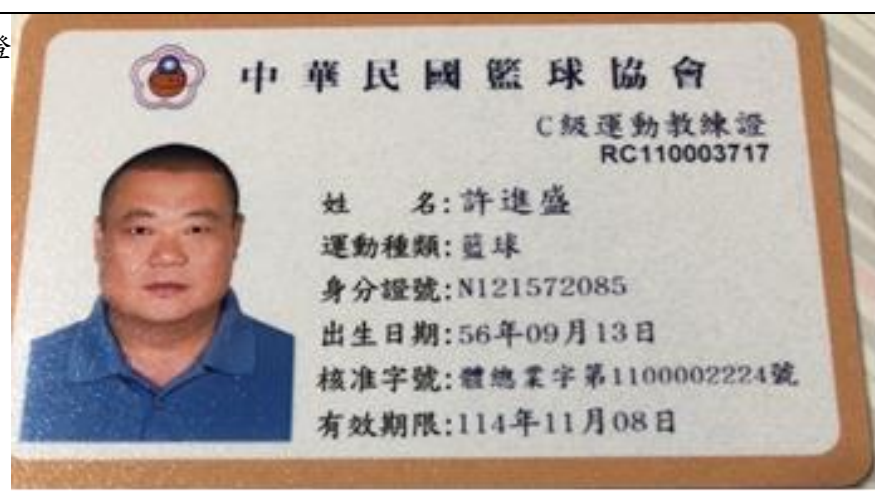 中華民國籃球協會
C級運動教練證
RC110003717
姓 名:許進盛
運動種類:籃球
身分證號:N121572085
出生日期:56年09月13日
核准字號:體總業字第1100002224號
有效期限:114年11月08日